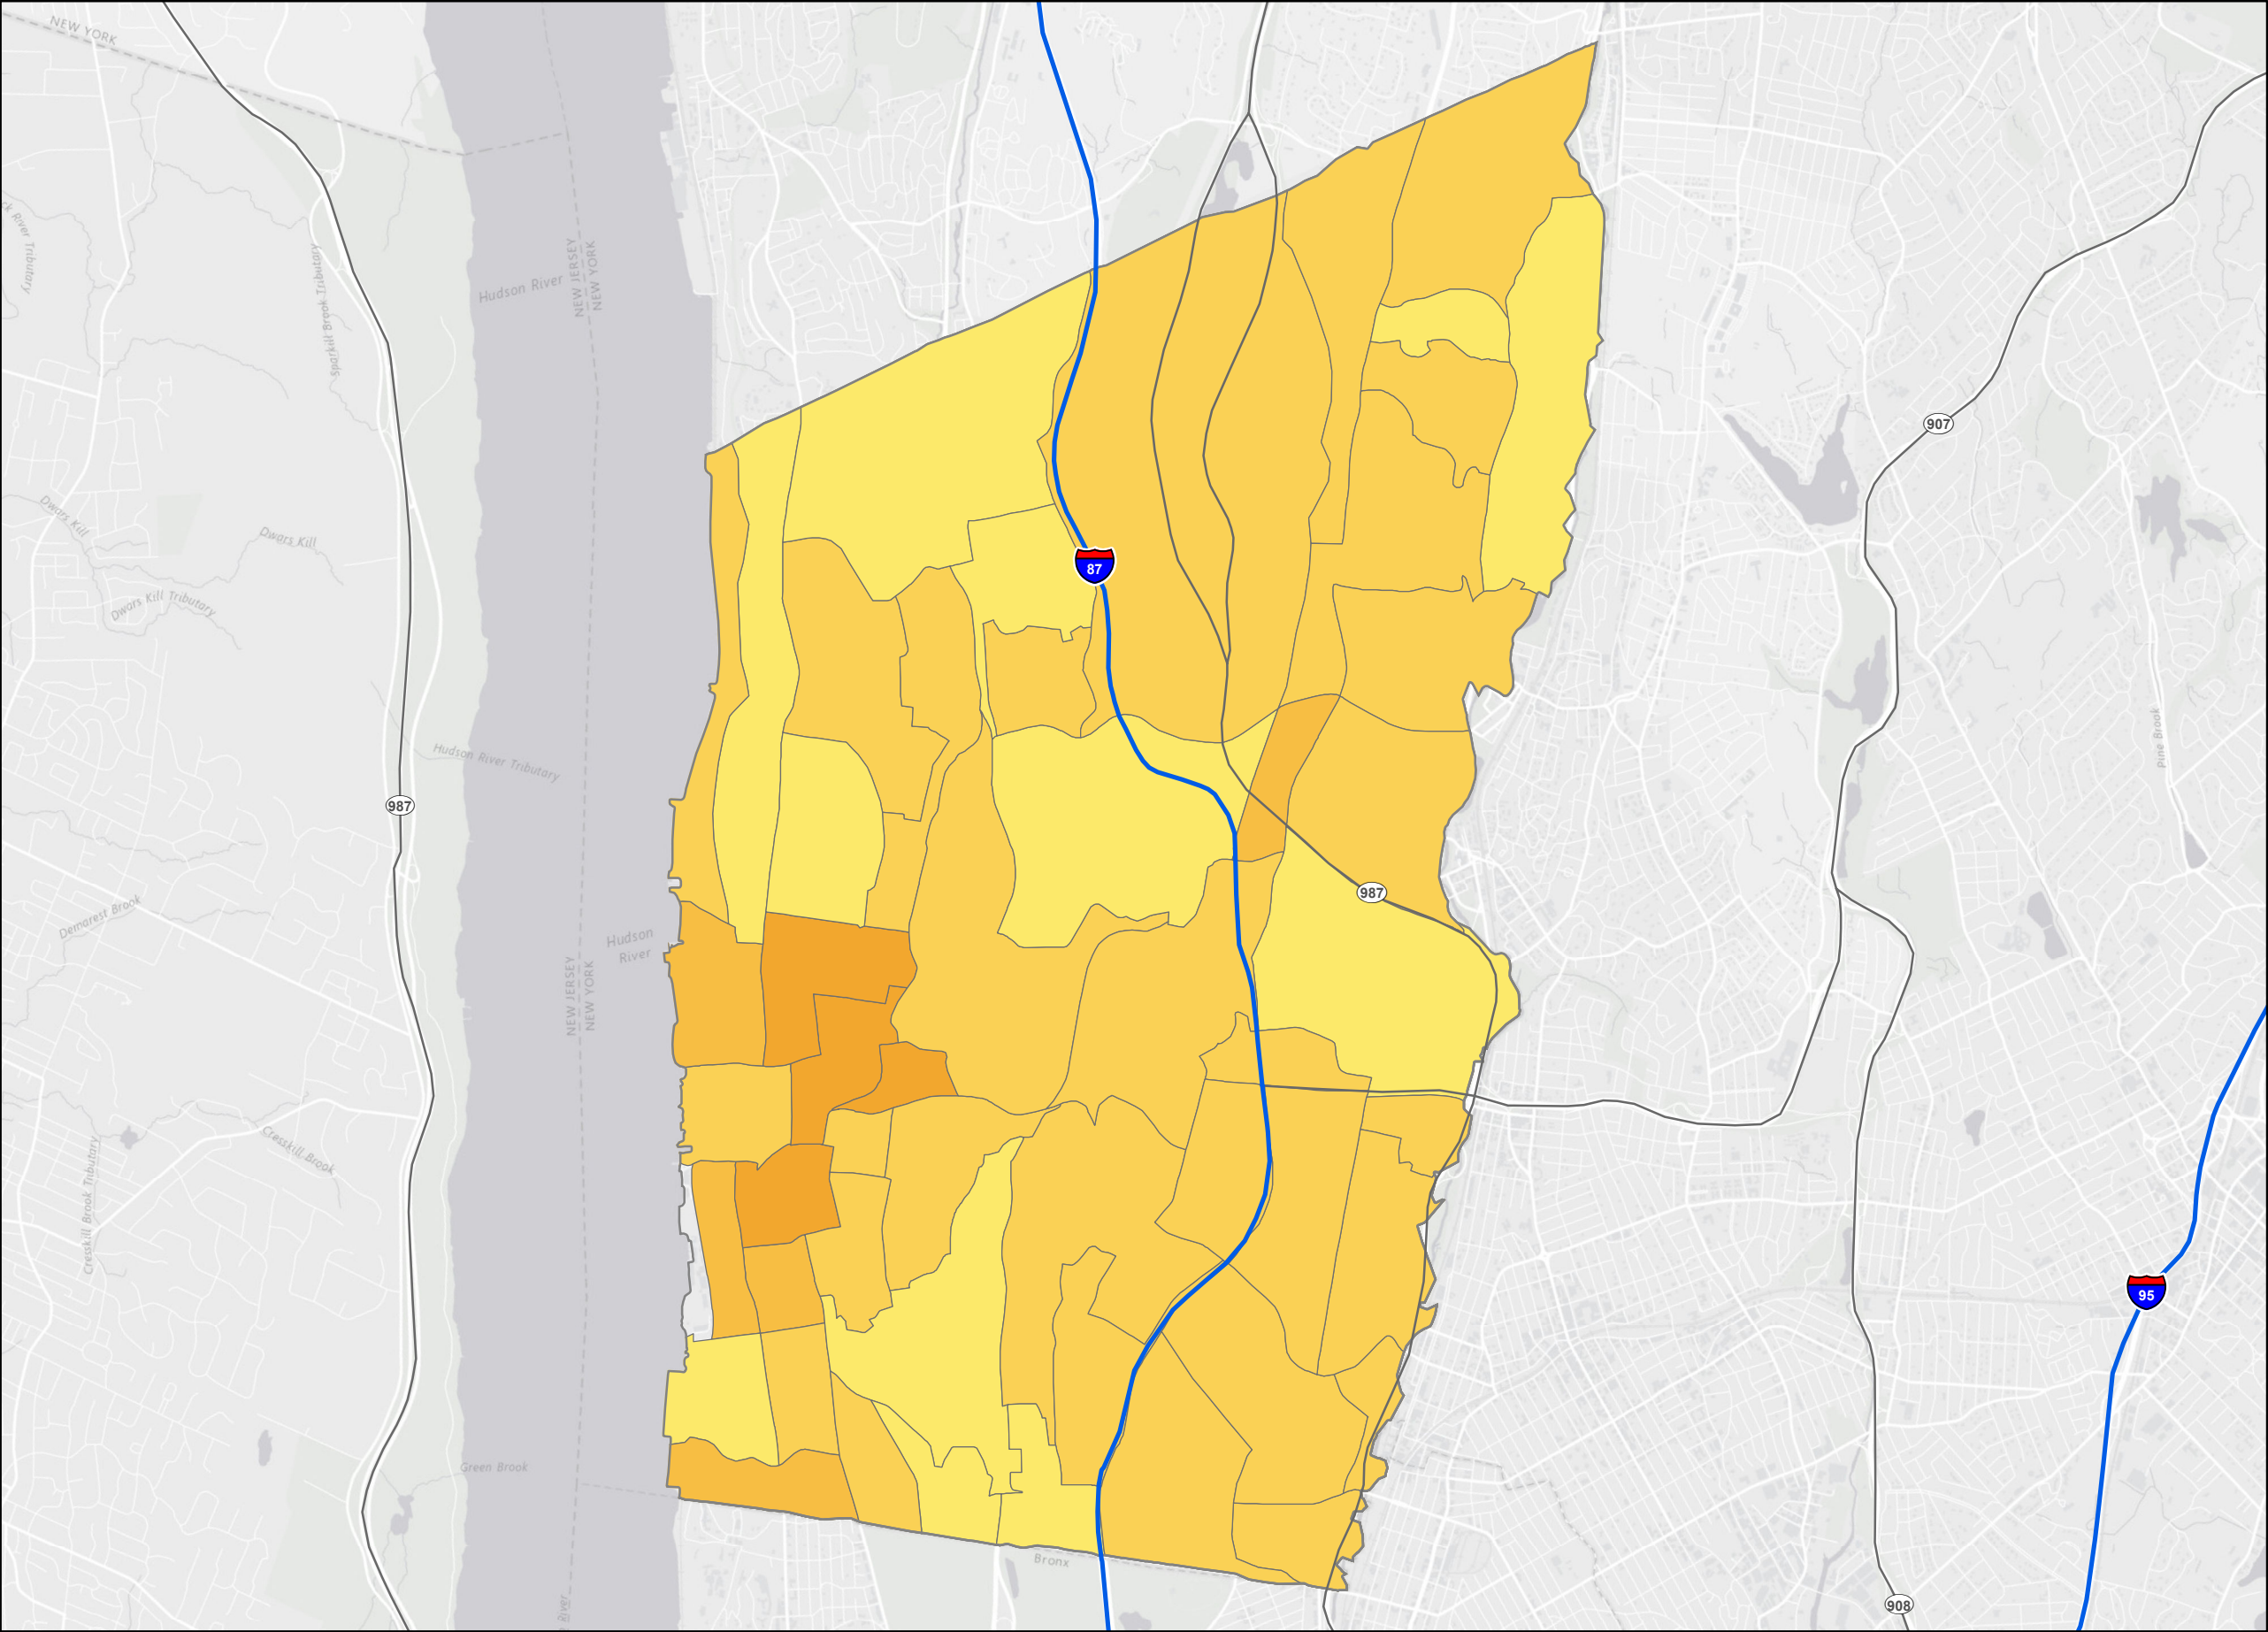 NEW YORK
ck River Tributary
Sparkill Brook Tributary
Hudson River
NEW JERSEY
NEW YORK
907
Dwars Kill
Dwars Kill
87
Dwars Kill Tributary
Hudson River Tributary
Pine Brook
987
987
Demarest Brook
Hudson
River
NEW JERSEY
NEW YORK
Cresskill Brook
Cresskill Brook Tributary
95
Green Brook
Bronx
River
908